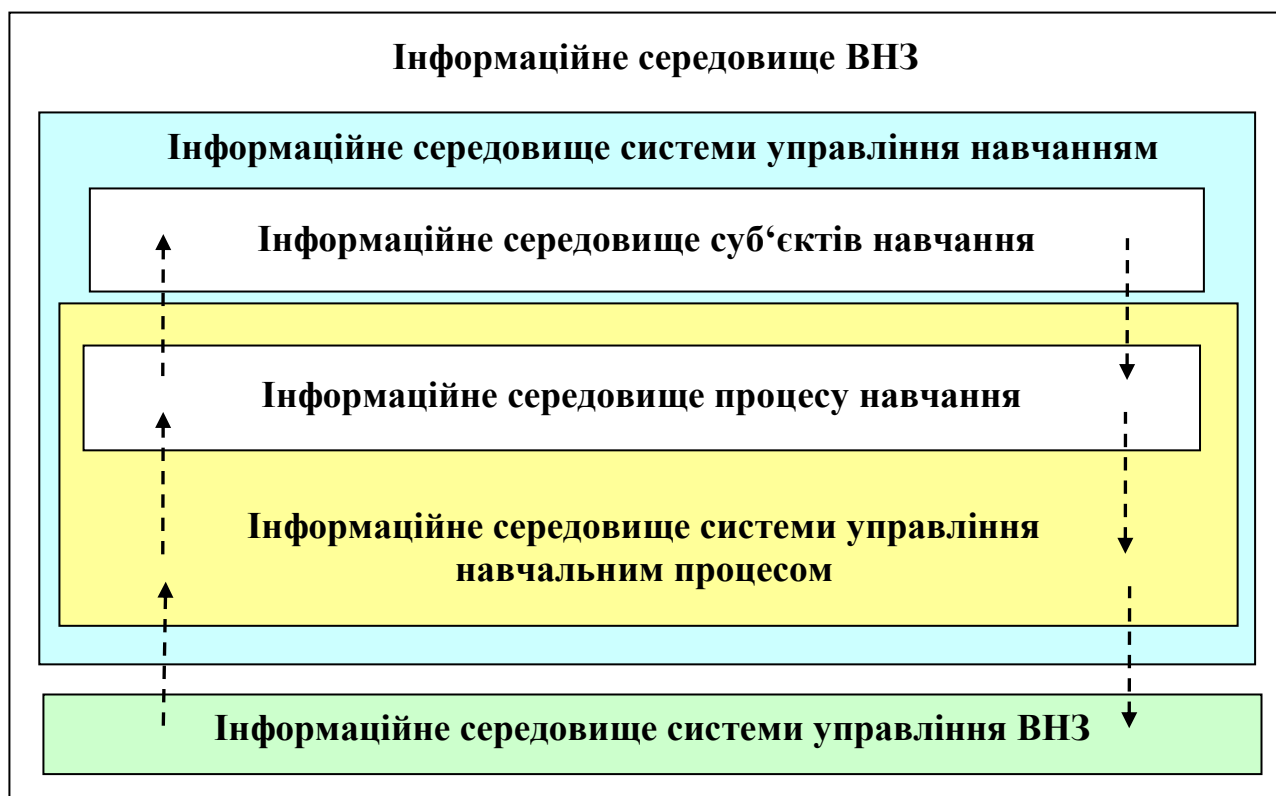 Інформаційне середовище ВНЗ
Інформаційне середовище системи управління навчанням
Інформаційне середовище суб‘єктів навчання
Інформаційне середовище процесу навчання
Інформаційне середовище системи управління
навчальним процесом
Інформаційне середовище системи управління ВНЗ